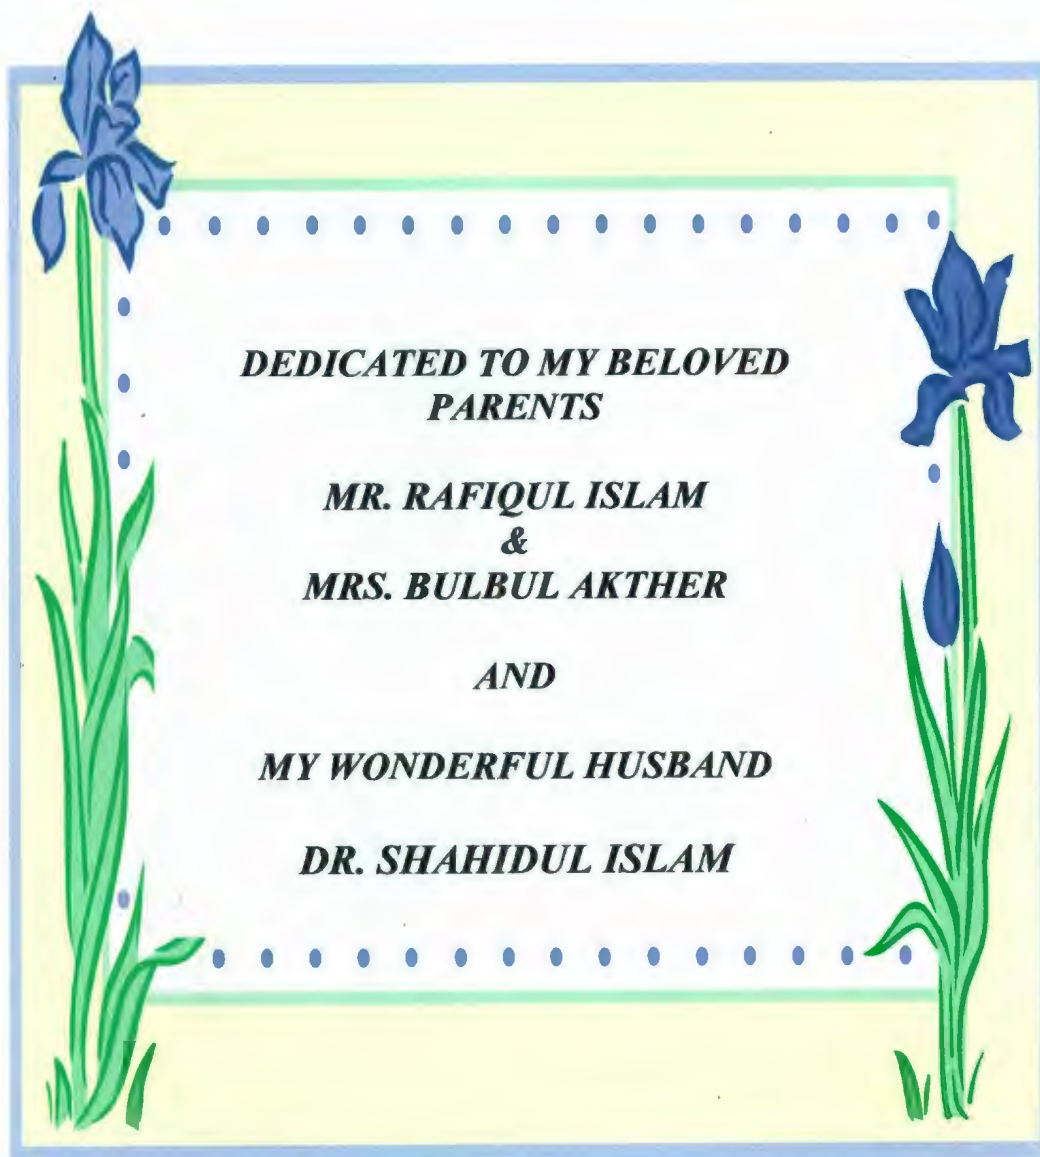 DEDICATED TO MY BELOVED
PARENTS
MR. RAFIQUL ISLAM
&
MRS. BULBUL AKTHER
AND
MY WONDERFUL HUSBAND
DR. SHAHIDUL ISLAM